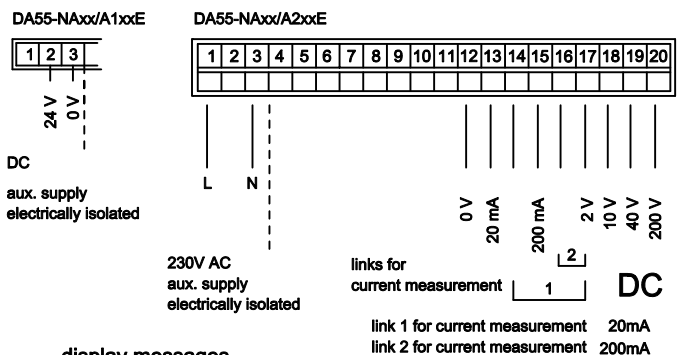 DA55-NAxx/A1xxE
1 2 3
24 V
0 V
DC
aux. supply
electrically isolated
DA55-NAxx/A2xxE
1 2 3 4 5 6 7 8 9 10 11 12 13 14 15 16 17 18 19 20
L N
230V AC
aux. supply
electrically isolated
0 V
20 mA
200 mA
2 V
10 V
40 V
200 V
links for
current measurement
2
1
DC
link 1 for current measurement 20mA
link 2 for current measurement 200mA
display messages